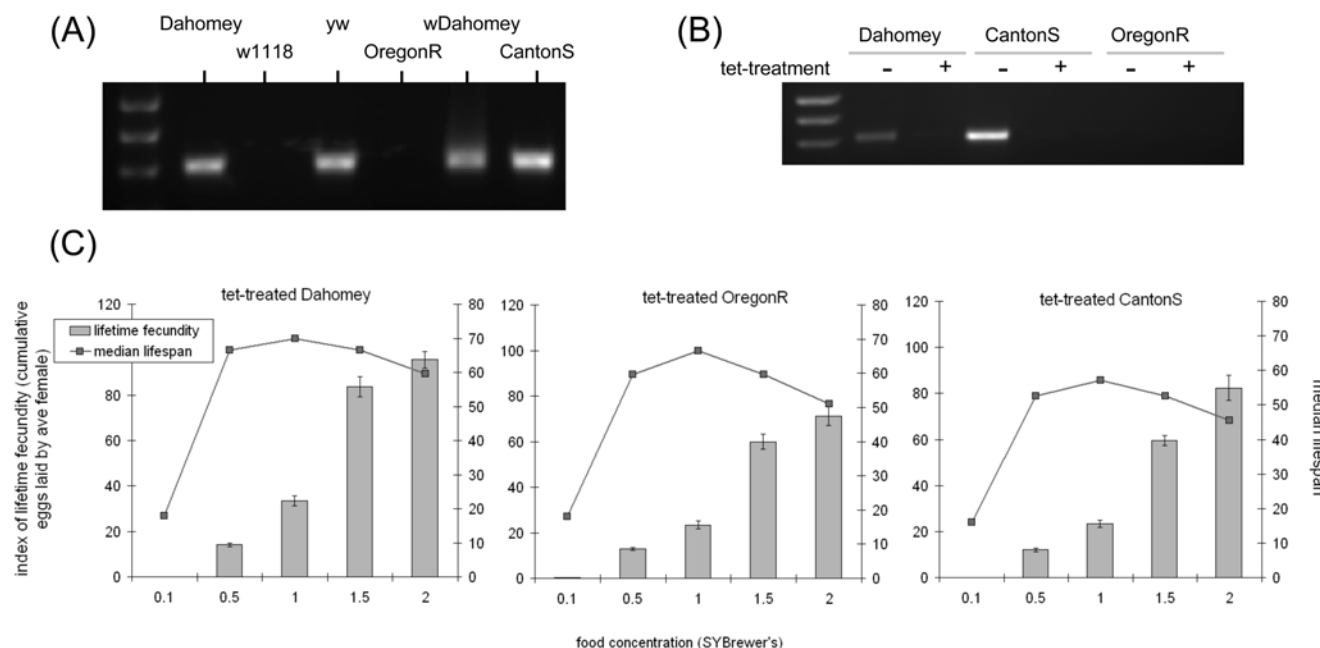 (A)
Dahomey yw wDahomey
w1118 OregonR CantonS
(B)
Dahomey CantonS OregonR
tet-treatment - + - + - +
(C)
index of lifetime fecundity (cumulative
eggs laid by ave female)
tet-treated Dahomey
lifetime fecundity
median lifespan
120
100
80
60
40
20
0
80
70
60
50
40
30
20
10
0
0.1 0.5 1 1.5 2
tet-treated OregonR
120
100
80
60
40
20
0
80
70
60
50
40
30
20
10
0
0.1 0.5 1 1.5 2
tet-treated CantonS
120
100
80
60
40
20
0
80
70
60
50
40
30
20
10
0
0.1 0.5 1 1.5 2
median lifespan
food concentration (SYBrewer's)